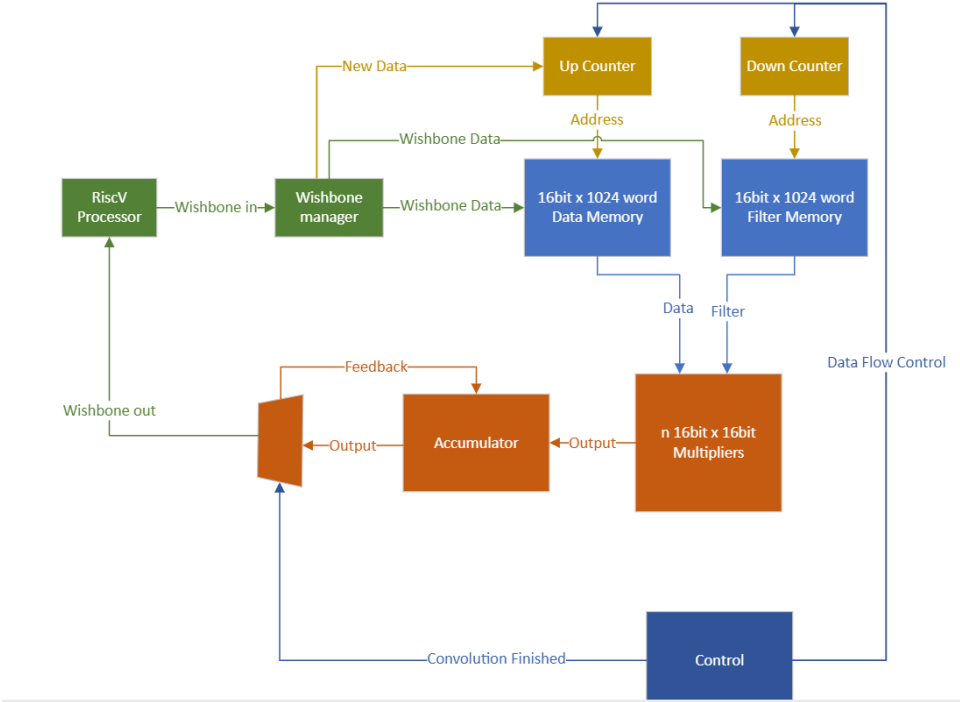 New Data
Up Counter
Down Counter
Address
Address
Wishbone Data
RiscV
Processor
Wishbone in
Wishbone
manager
Wishbone Data
16bit x 1024 word
Data Memory
16bit x 1024 word
Filter Memory
Data
Filter
Data Flow Control
Feedback
Wishbone out
Output
Accumulator
Output
n 16bit x 16bit
Multipliers
Convolution Finished
Control